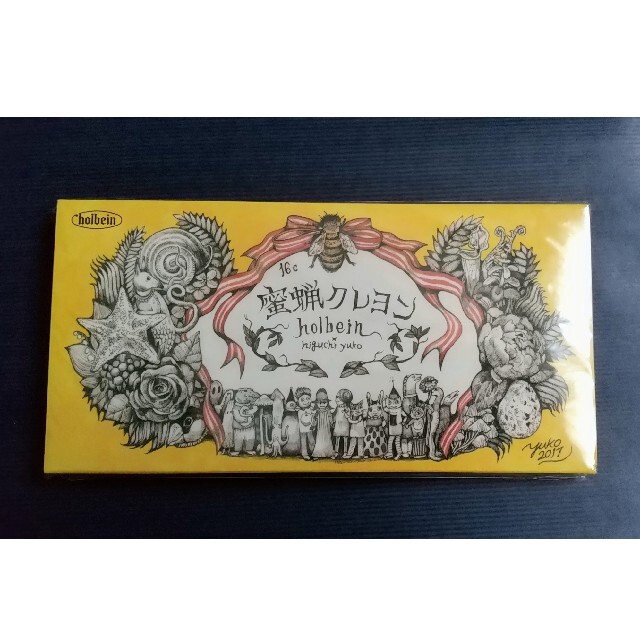 holbein
16c
蜜蝋クレヨン
holbein
higuchi yuko
yuko
2017